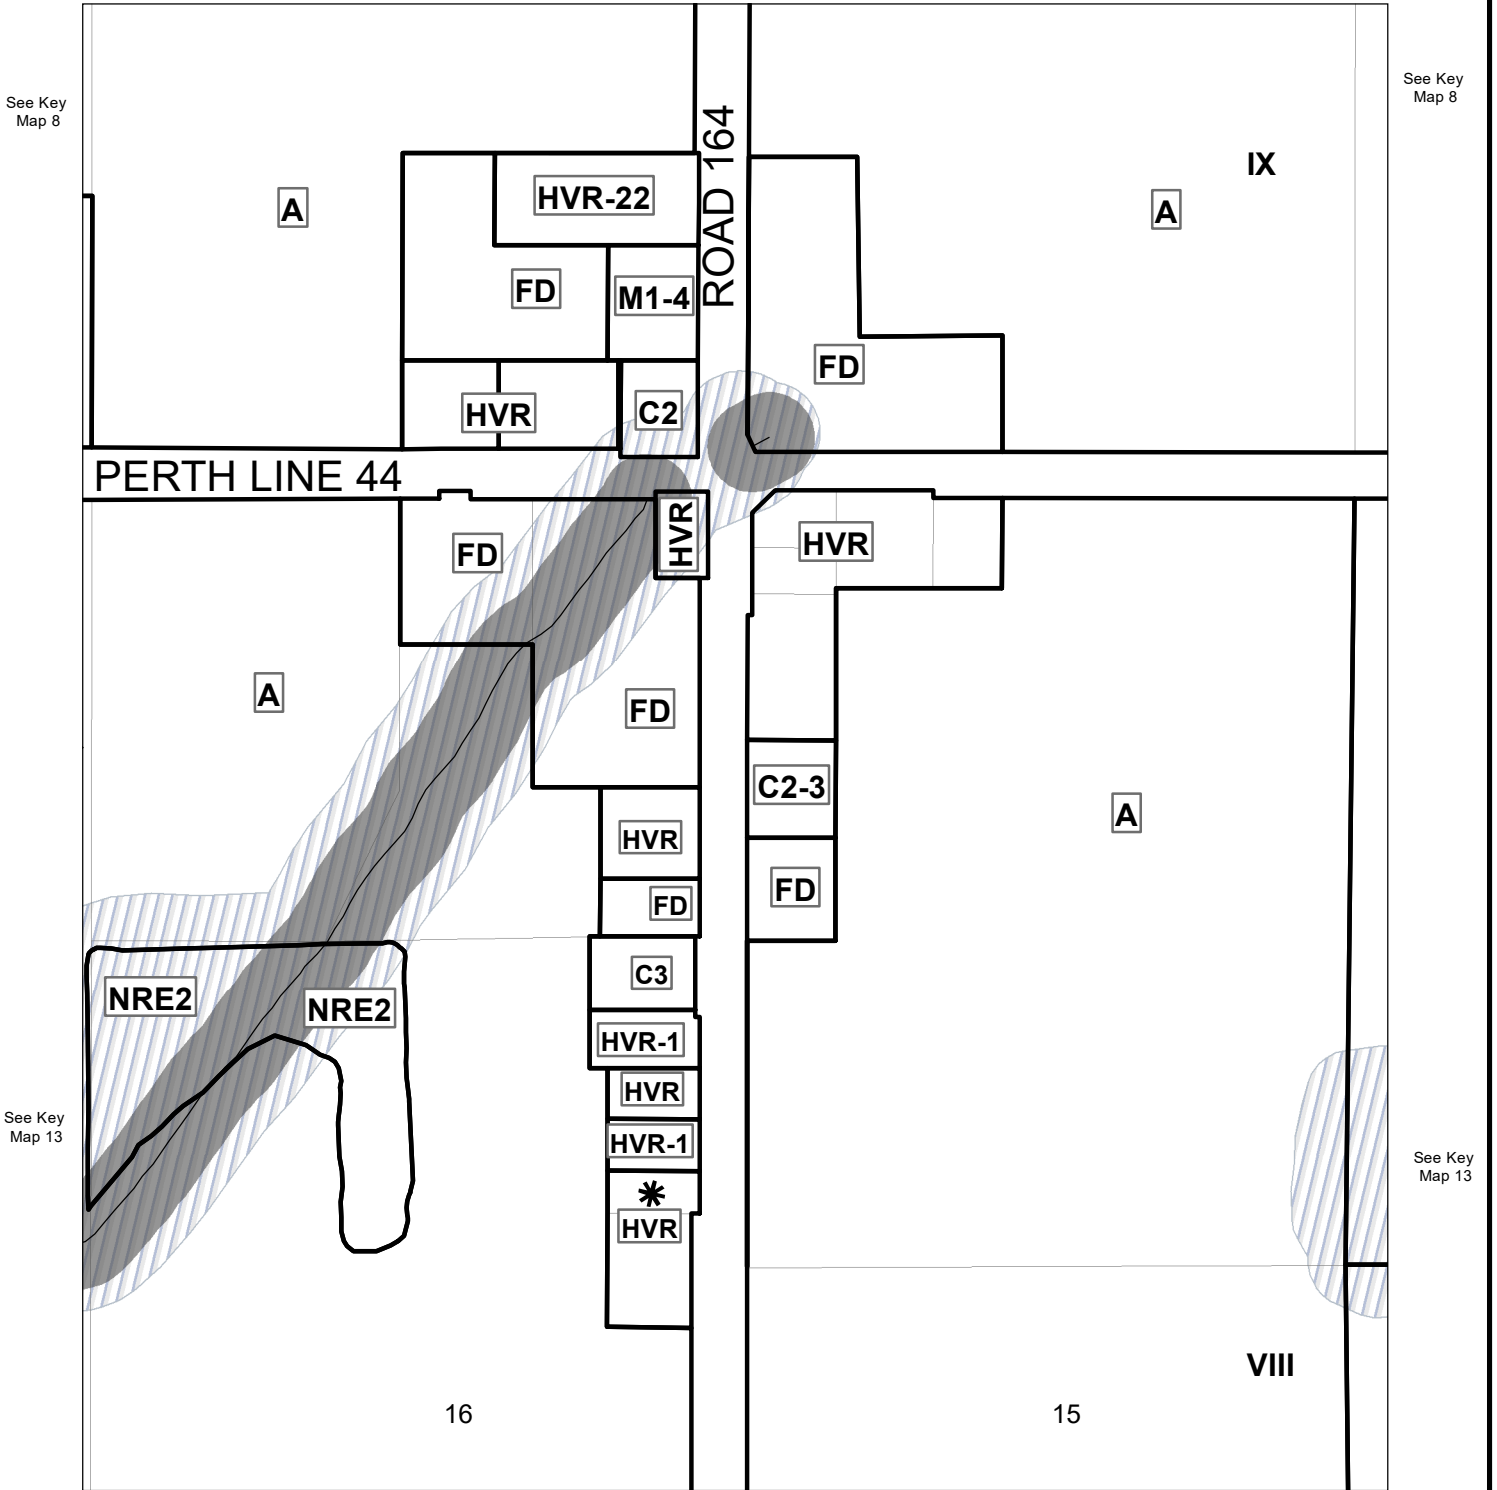 See Key
Map 8
See Key
Map 8
IX
A
HVR-22
ROAD 164
A
FD
M1-4
FD
HVR
C2
PERTH LINE 44
FD
HVR
HVR
A
FD
C2-3
A
HVR
FD
FD
C3
NRE2
NRE2
HVR-1
HVR
See Key
Map 13
HVR-1
See Key
Map 13
*
HVR
VIII
16
15